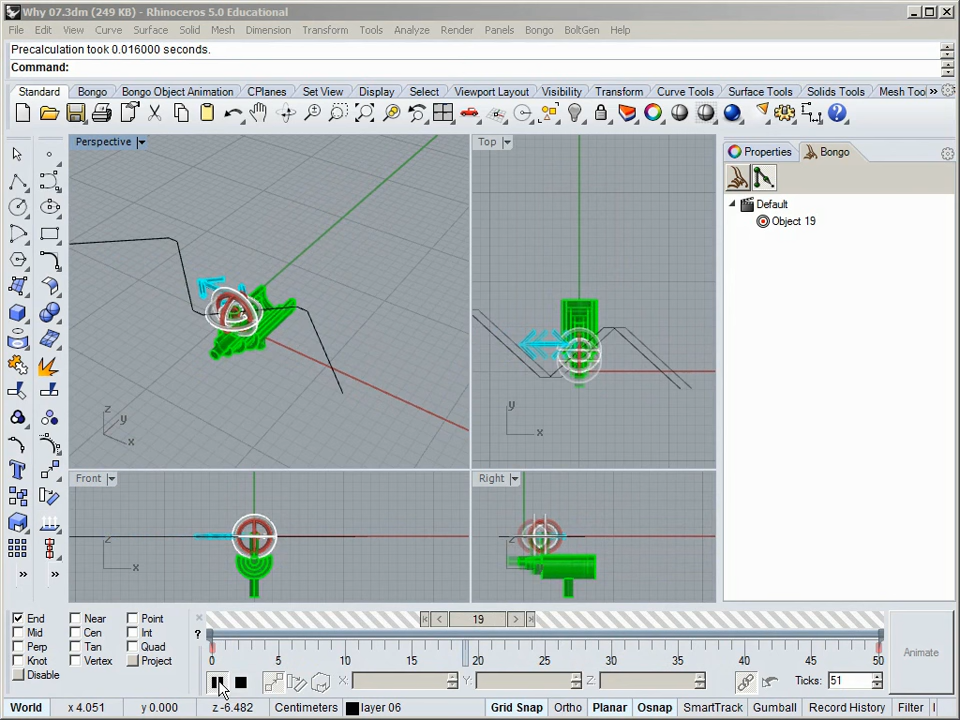 Why 07.3dm (249 KB) - Rhinoceros 5.0 Educational
File Edit View Curve Surface Solid Mesh Dimension Transform Tools Analyze Render Panels Bongo BoltGen Help
Precalculation took 0.016000 seconds.
Command:
Standard Bongo Bongo Object Animation CPlanes Set View Display Select Viewport Layout Visibility Transform Curve Tools Surface Tools Solids Tools Mesh Too »
Perspective
Top
Properties Bongo
Default
Object 19
z
y
x
y
x
Front
Right
z
x
z
» »
End Near Point
Mid Cen Int
Perp Tan Quad
Knot Vertex Project
Disable
?
19
0 5 10 15 20 25 30 35 40 45 50
X: Y: Z: Ticks: 51
Animate
World x 4.051 y 0.000 z -6.482 Centimeters layer 06 Grid Snap Ortho Planar Osnap SmartTrack Gumball Record History Filter